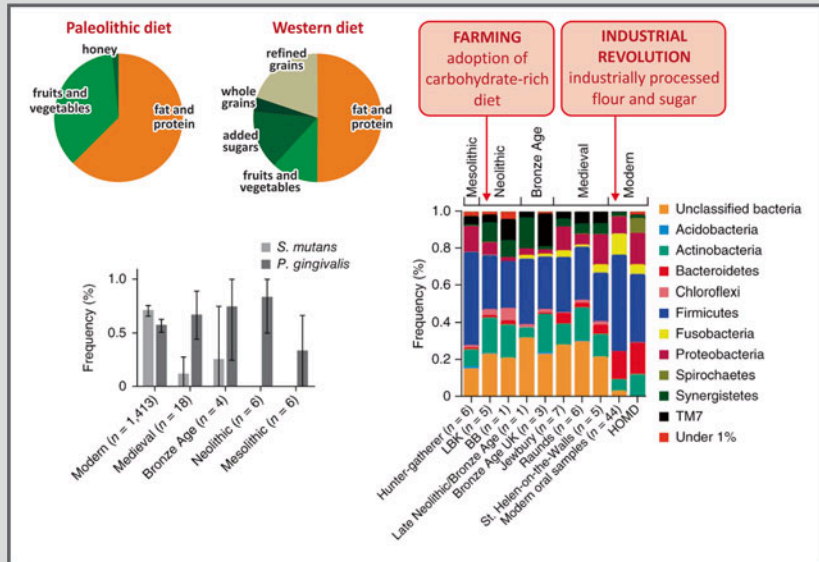 Paleolithic diet
honey
fruits and
vegetables
fat and
protein
Western diet
refined
grains
whole
grains
added
sugars
fruits and
vegetables
fat and
protein
FARMING
adoption of
carbohydrate-rich
diet
INDUSTRIAL
REVOLUTION
industrially processed
flour and sugar
Mesolithic
Neolithic
Bronze Age
Medieval
Modern
S. mutans
P. gingivalis
Frequency (%)
1.0
0.5
0
Modern (n = 1,413)
Medieval (n = 18)
Bronze Age (n = 4)
Neolithic (n = 6)
Mesolithic (n = 6)
Frequency (%)
1.0
0.8
0.6
0.4
0.2
0
Hunter-gatherer (n = 6)
LBK (n = 5)
BB (n = 1)
Late Neolithic/Bronze Age (n = 1)
Bronze Age UK (n = 3)
Jewbury (n = 7)
Raunds (n = 6)
St. Helen-on-the-Walls (n = 5)
Modern oral samples (n = 44)
HOMD
Unclassified bacteria
Acidobacteria
Actinobacteria
Bacteroidetes
Chloroflexi
Firmicutes
Fusobacteria
Proteobacteria
Spirochaetes
Synergistetes
TM7
Under 1%